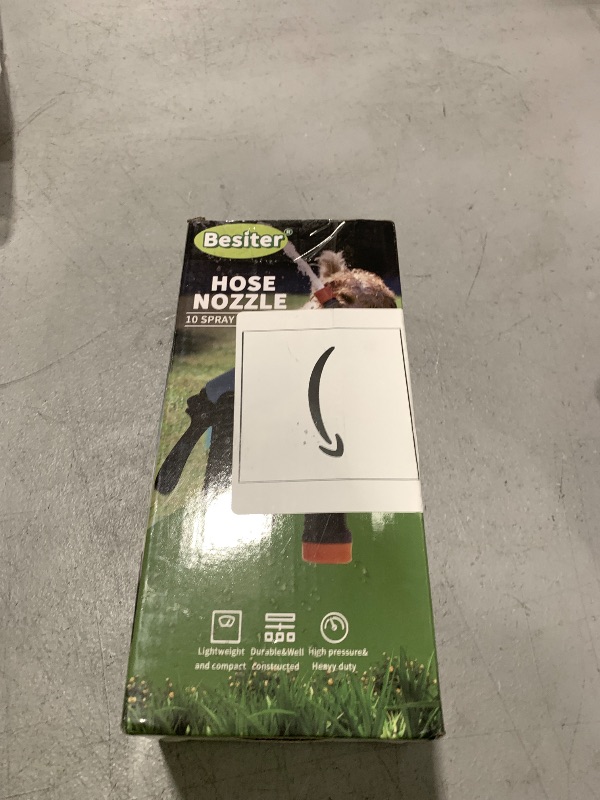 Besiter®
HOSE
NOZZLE
10 SPRAY
Lightweight
and compact
Durable&Well
Constructed
High pressure&
Heavy duty